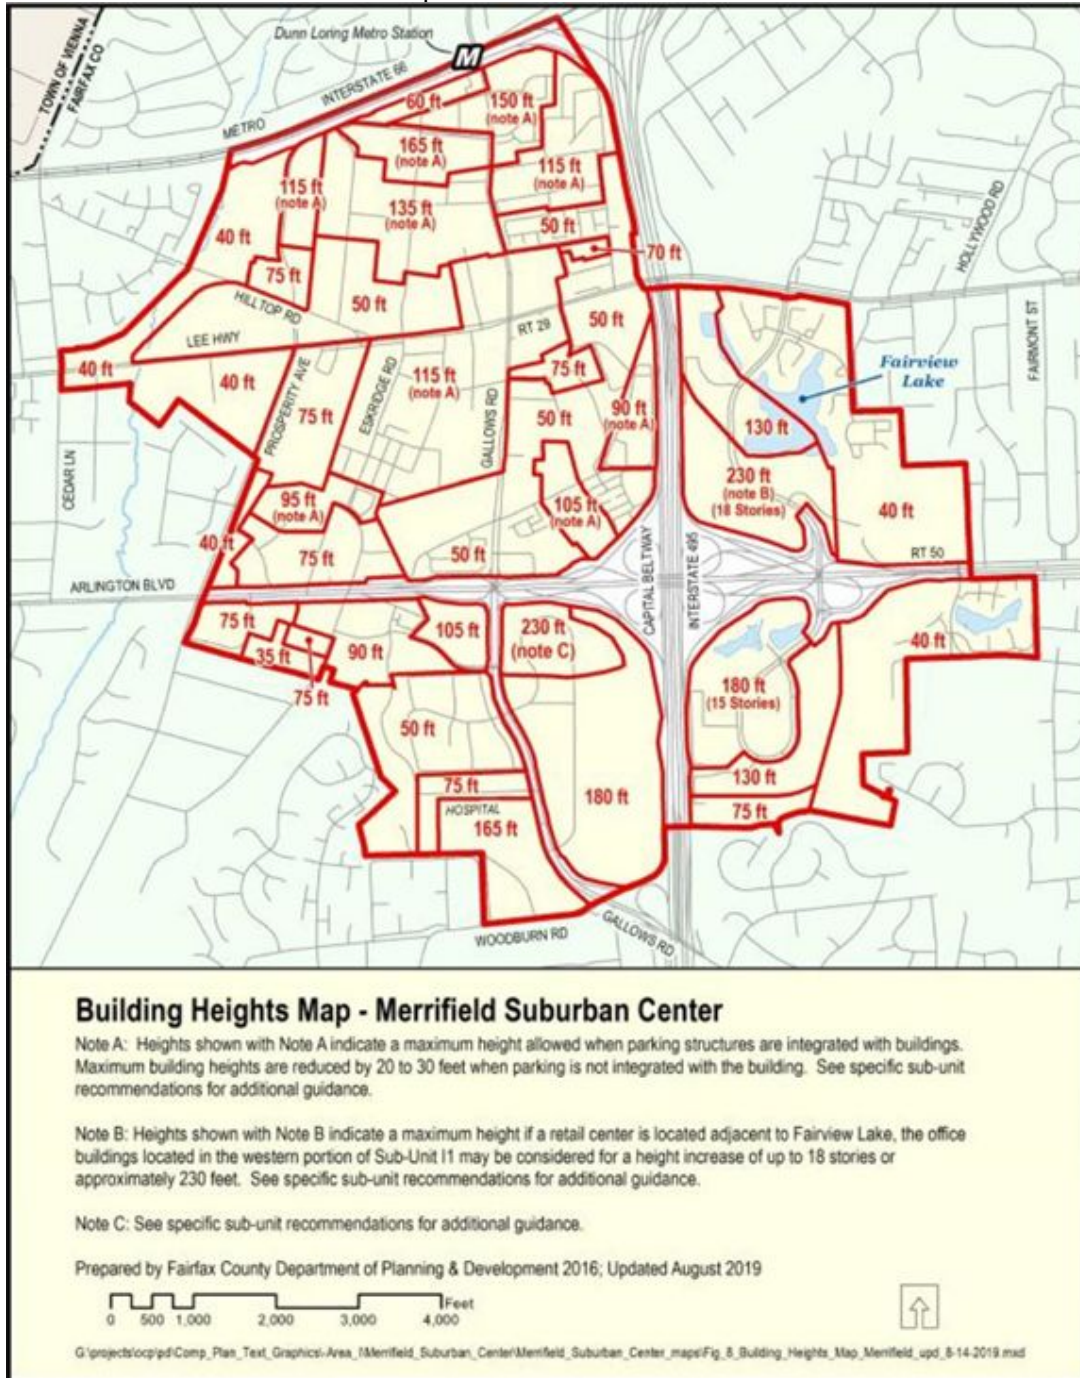 Dunn Loring Metro Station
M
TOWN OF VIENNA
FAIRFAX CO
METRO
INTERSTATE 66
60 ft
150 ft
(note A)
165 ft
(note A)
115 ft
(note A)
115 ft
(note A)
135 ft
(note A)
40 ft
50 ft
70 ft
75 ft
HOLLYWOOD RD
HILLTOP RD
50 ft
RT 29
50 ft
LEE HWY
FAIRMONT ST
Fairview
Lake
40 ft
40 ft
PROSPERITY AVE
ESKRIDGE RD
115 ft
(note A)
75 ft
GALLOWS RD
75 ft
50 ft
90 ft
(note A)
130 ft
CEDAR LN
230 ft
(note B)
(18 Stories)
95 ft
(note A)
105 ft
(note A)
40 ft
40 ft
75 ft
50 ft
RT 50
ARLINGTON BLVD
CAPITAL BELTWAY
INTERSTATE 495
75 ft
35 ft
75 ft
90 ft
105 ft
230 ft
(note C)
40 ft
180 ft
(15 Stories)
50 ft
75 ft
HOSPITAL
165 ft
180 ft
130 ft
75 ft
WOODBURN RD
GALLOWS RD
Building Heights Map - Merrifield Suburban Center
Note A: Heights shown with Note A indicate a maximum height allowed when parking structures are integrated with buildings.
Maximum building heights are reduced by 20 to 30 feet when parking is not integrated with the building. See specific sub-unit
recommendations for additional guidance.
Note B: Heights shown with Note B indicate a maximum height if a retail center is located adjacent to Fairview Lake, the office
buildings located in the western portion of Sub-Unit I1 may be considered for a height increase of up to 18 stories or
approximately 230 feet. See specific sub-unit recommendations for additional guidance.
Note C: See specific sub-unit recommendations for additional guidance.
Prepared by Fairfax County Department of Planning & Development 2016; Updated August 2019
Feet
0 500 1,000 2,000 3,000 4,000
G:\projects\ocp\pd\Comp_Plan_Text_Graphics\-Area_I\Merrifield_Suburban_Center\Merrifield_Suburban_Center_maps\Fig_8_Building_Heights_Map_Merrifield_upd_8-14-2019.mxd